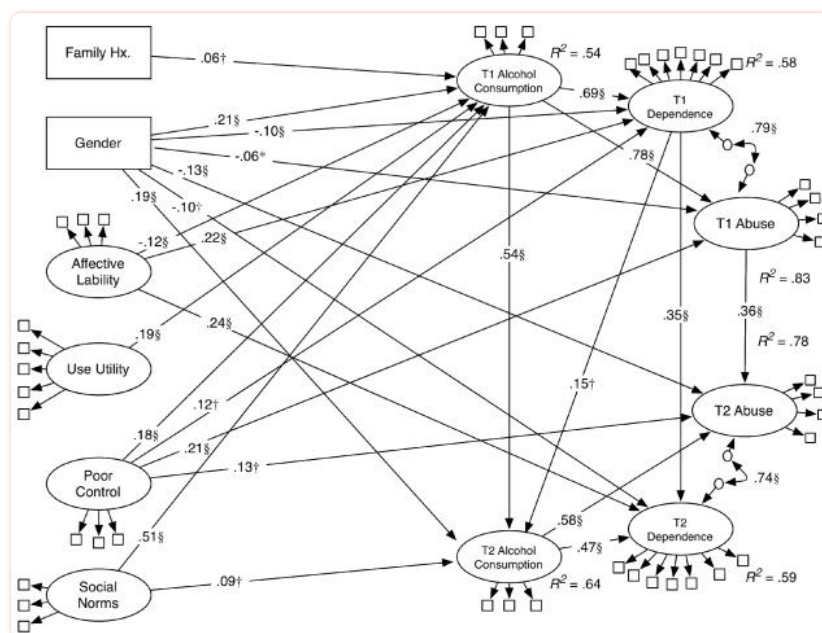 Family Hx.
.06†
T1 Alcohol
Consumption
R² = .54
R² = .58
.69§
T1
Dependence
.21§
-.10§
.79§
Gender
-.06*
.78§
-.13§
.19§
-.10†
T1 Abuse
-.12§
.22§
Affective
Lability
.54§
R² = .83
.24§
.35§
.36§
Use Utility
.19§
R² = .78
.15†
.12†
T2 Abuse
.18§
.21§
.13†
Poor
Control
.74§
.58§
T2
Dependence
.51§
T2 Alcohol
Consumption
.47§
Social
Norms
.09†
R² = .64
R² = .59